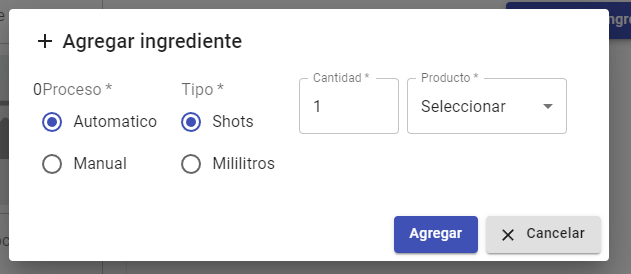 + Agregar ingrediente
0Proceso * Tipo * Cantidad * Producto *
Automatico Shots 1 Seleccionar
Manual Mililitros
Agregar Cancelar